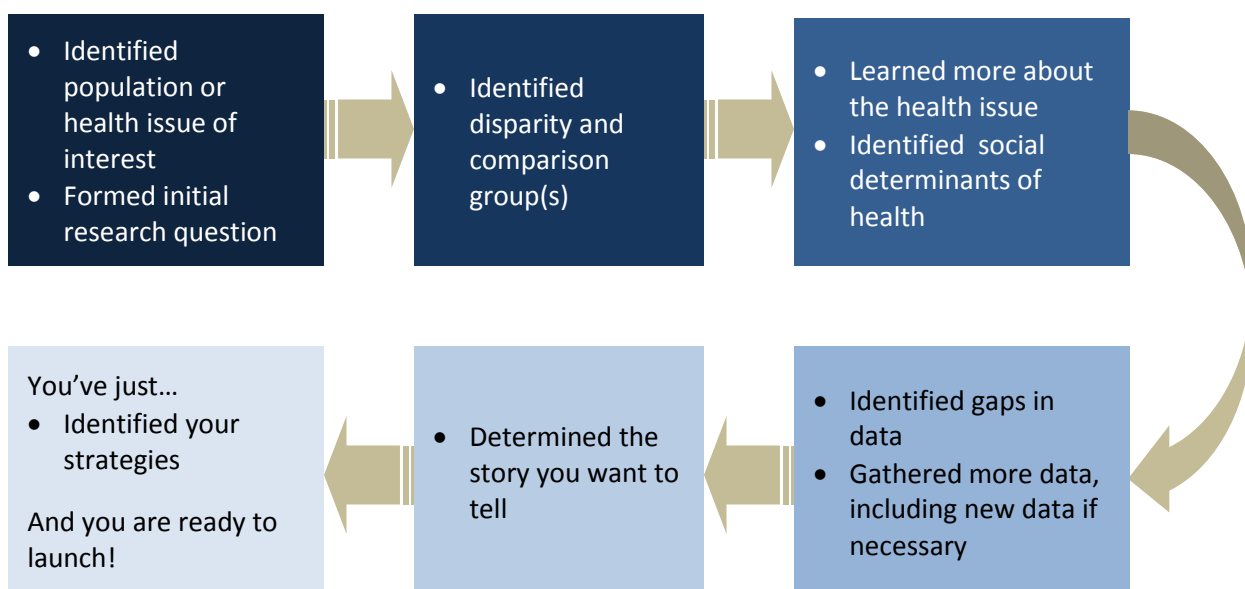 • Identified
population or
health issue of
interest
• Formed initial
research question
• Identified
disparity and
comparison
group(s)
• Learned more about
the health issue
• Identified social
determinants of
health
• Identified gaps in
data
• Gathered more data,
including new data if
necessary
• Determined the
story you want to
tell
You’ve just…
• Identified your
strategies
And you are ready to
launch!